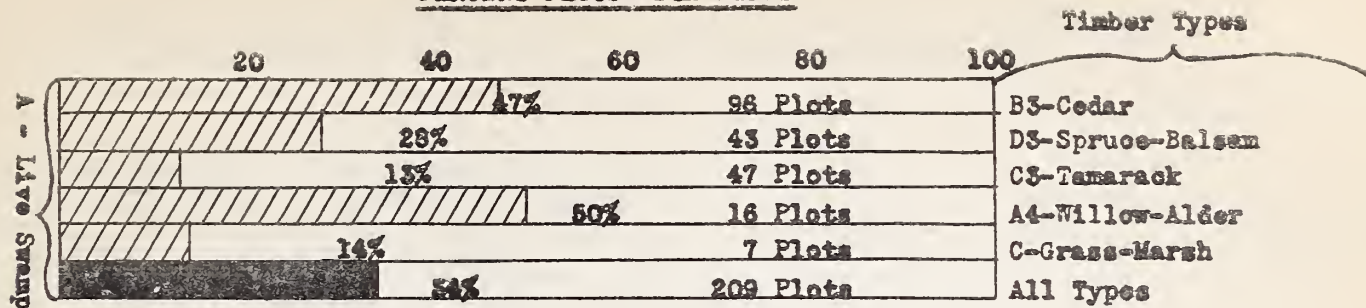 Timber Types
20 40 60 80 100
A - Live Swamp
47% 96 Plots B3-Cedar
28% 43 Plots D3-Spruce-Balsam
13% 47 Plots C3-Tamarack
50% 16 Plots A4-Willow-Alder
14% 7 Plots C-Grass-Marsh
34% 209 Plots All Types